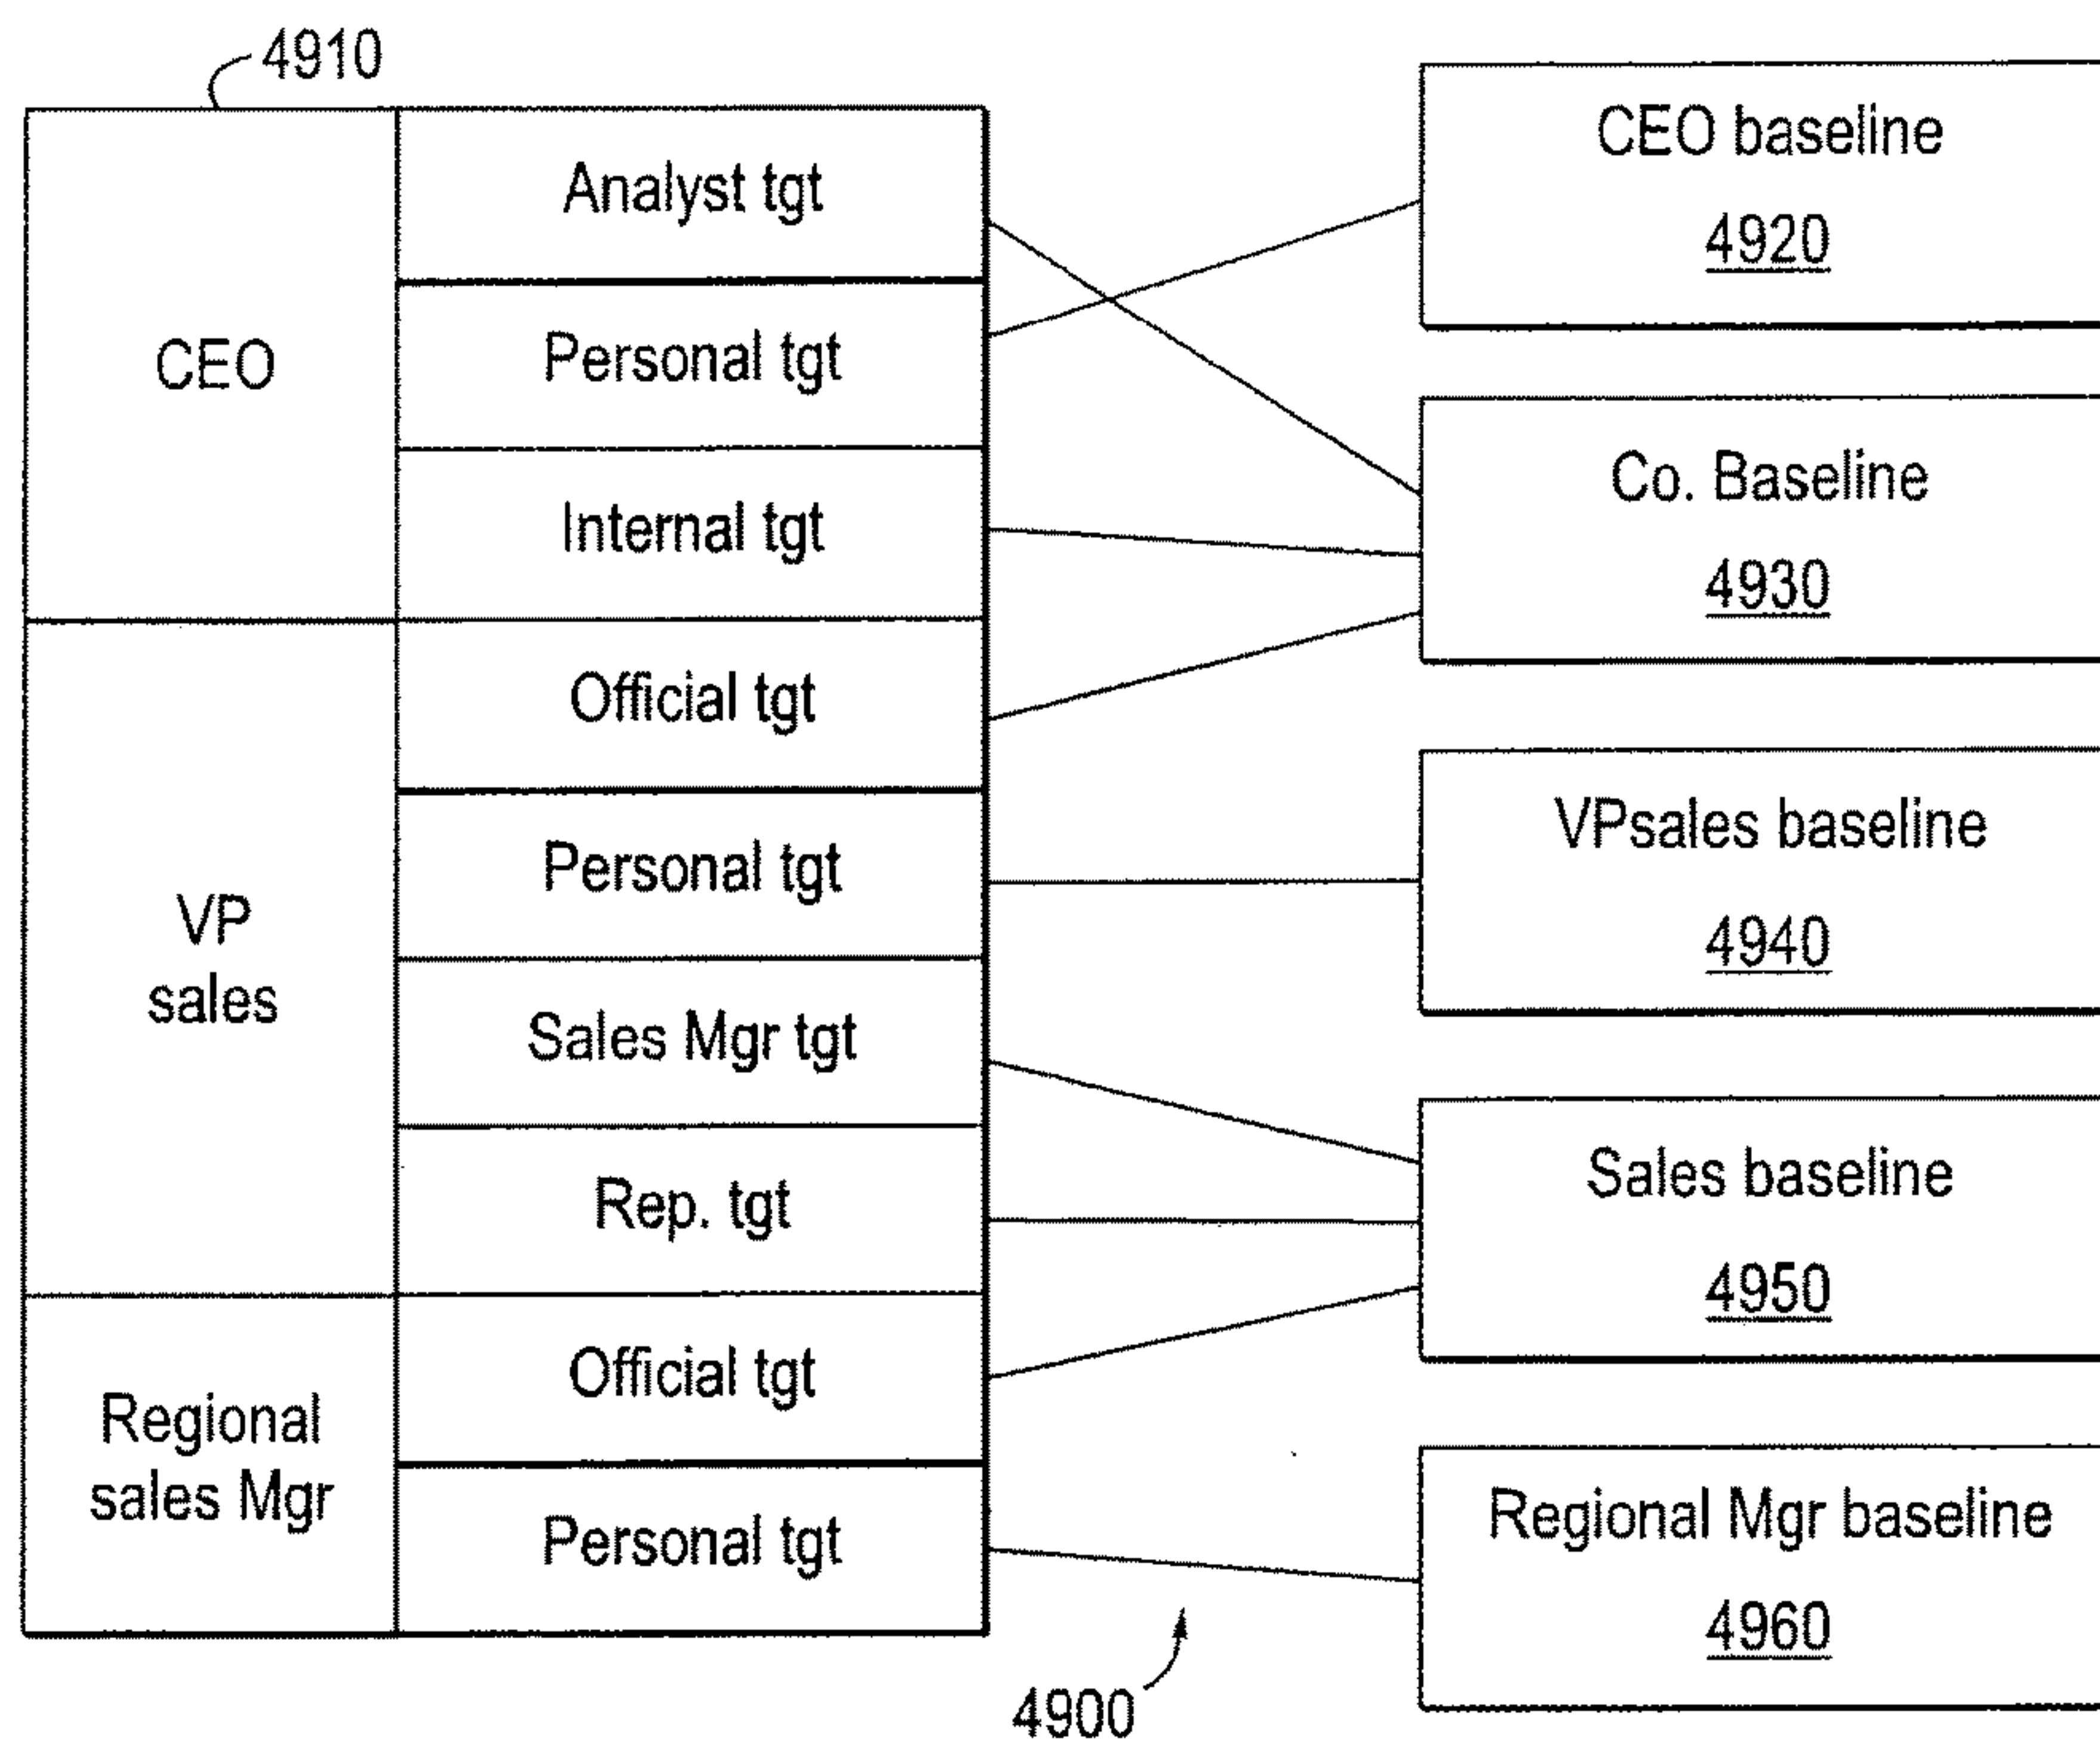 4910
CEO
Analyst tgt
Personal tgt
Internal tgt
VP
sales
Official tgt
Personal tgt
Sales Mgr tgt
Rep. tgt
Regional
sales Mgr
Official tgt
Personal tgt
CEO baseline
4920
Co. Baseline
4930
VPsales baseline
4940
Sales baseline
4950
Regional Mgr baseline
4960
4900